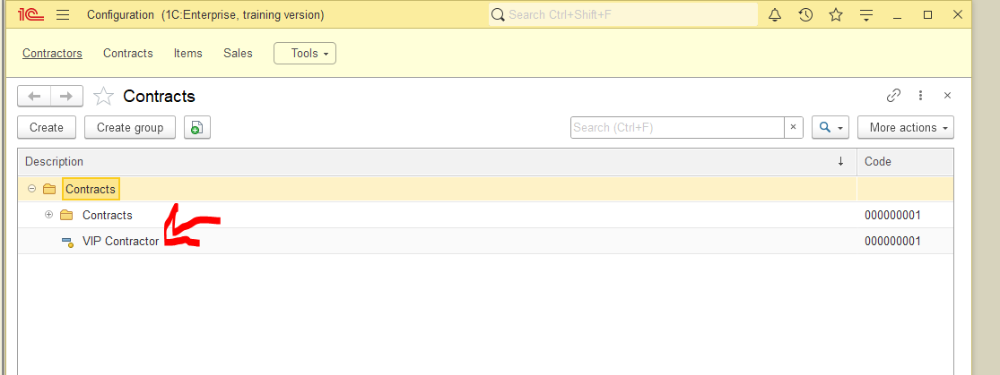 1C Configuration (1C:Enterprise, training version) Search Ctrl+Shift+F
Contractors Contracts Items Sales Tools
Contracts
Create Create group Search (Ctrl+F) × More actions
Description ↓ Code
Contracts
Contracts 000000001
VIP Contractor 000000001